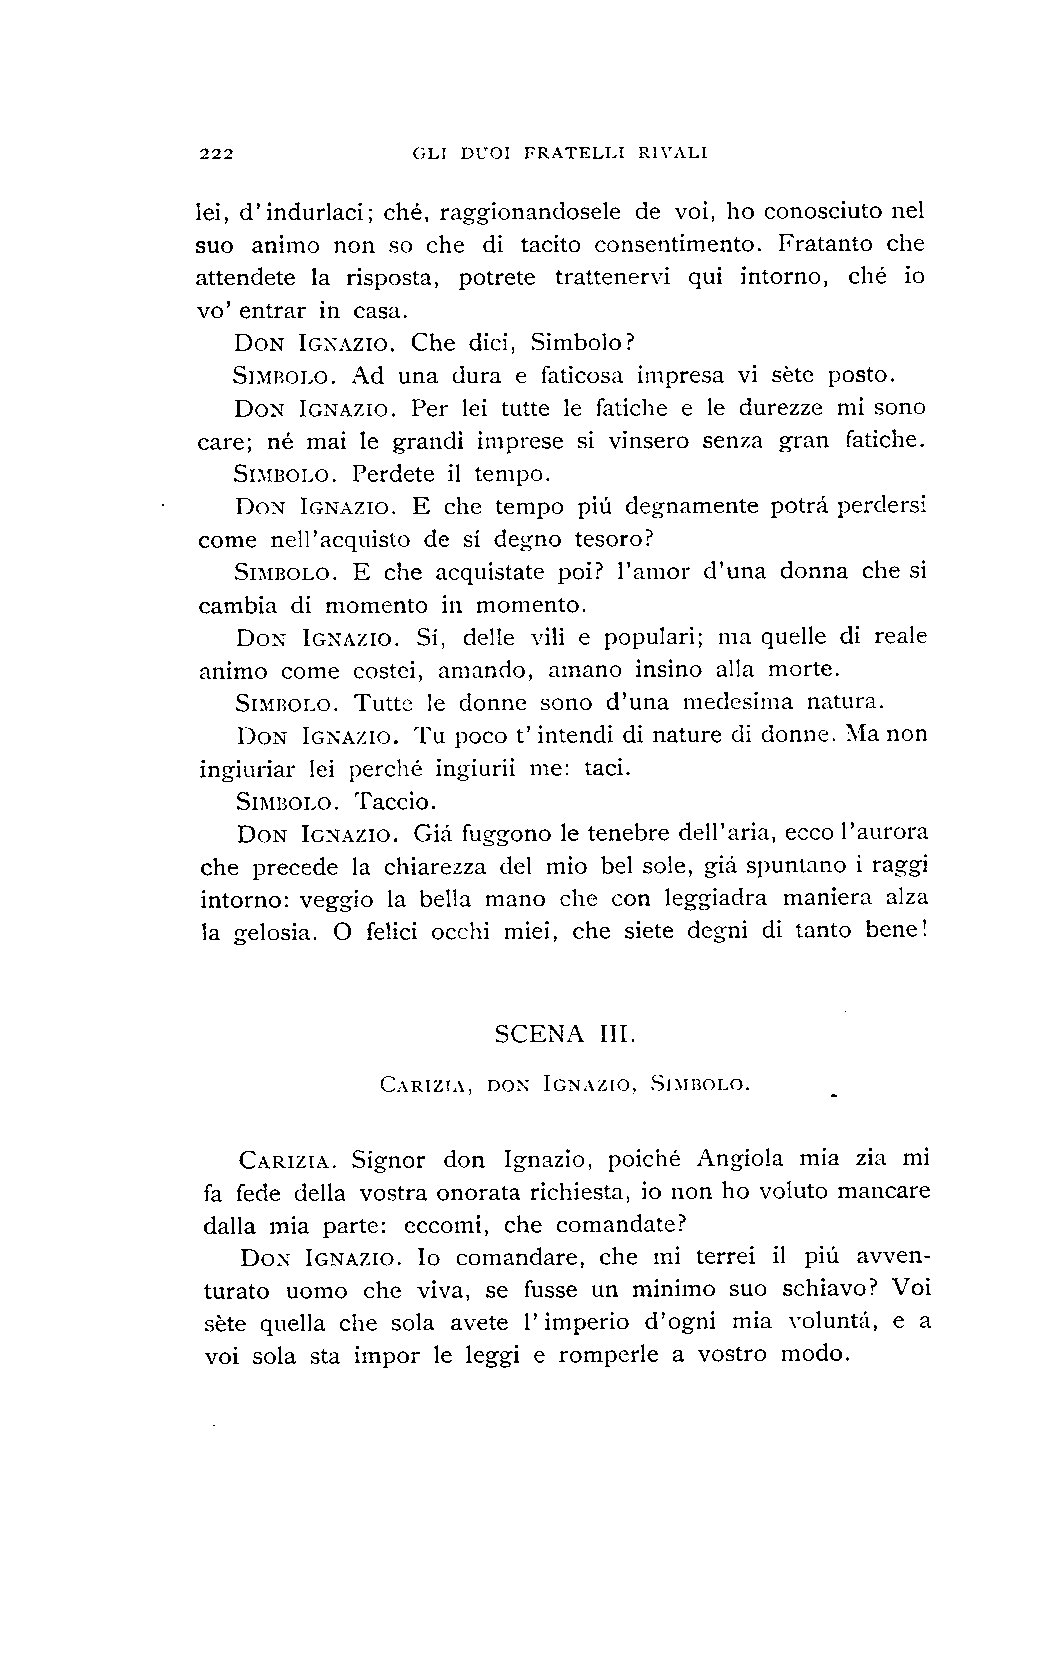 222 GLI DUOI FRATELLI RIVALI
lei, d'indurlaci; ché, raggionandosele de voi, ho conosciuto nel
suo animo non so che di tacito consentimento. Fratanto che
attendete la risposta, potrete trattenervi qui intorno, ché io
vo' entrar in casa.
DON IGNAZIO. Che dici, Simbolo?
SIMBOLO. Ad una dura e faticosa impresa vi sète posto.
DON IGNAZIO. Per lei tutte le fatiche e le durezze mi sono
care; né mai le grandi imprese si vinsero senza gran fatiche.
SIMBOLO. Perdete il tempo.
DON IGNAZIO. E che tempo piú degnamente potrá perdersi
come nell'acquisto de sí degno tesoro?
SIMBOLO. E che acquistate poi? l'amor d'una donna che si
cambia di momento in momento.
DON IGNAZIO. Sí, delle vili e populari; ma quelle di reale
animo come costei, amando, amano insino alla morte.
SIMBOLO. Tutte le donne sono d'una medesima natura.
DON IGNAZIO. Tu poco t'intendi di nature di donne. Ma non
ingiuriar lei perché ingiurii me: taci.
SIMBOLO. Taccio.
DON IGNAZIO. Giá fuggono le tenebre dell'aria, ecco l'aurora
che precede la chiarezza del mio bel sole, giá spuntano i raggi
intorno: veggio la bella mano che con leggiadra maniera alza
la gelosia. O felici occhi miei, che siete degni di tanto bene!
SCENA III.
CARIZIA, DON IGNAZIO, SIMBOLO.
CARIZIA. Signor don Ignazio, poiché Angiola mia zia mi
fa fede della vostra onorata richiesta, io non ho voluto mancare
dalla mia parte: eccomi, che comandate?
DON IGNAZIO. Io comandare, che mi terrei il piú avven-
turato uomo che viva, se fusse un minimo suo schiavo? Voi
sète quella che sola avete l'imperio d'ogni mia voluntá, e a
voi sola sta impor le leggi e romperle a vostro modo.